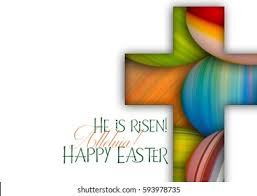 He is risen!
Alleluia!
Happy Easter
shutterstock.com · 593978735